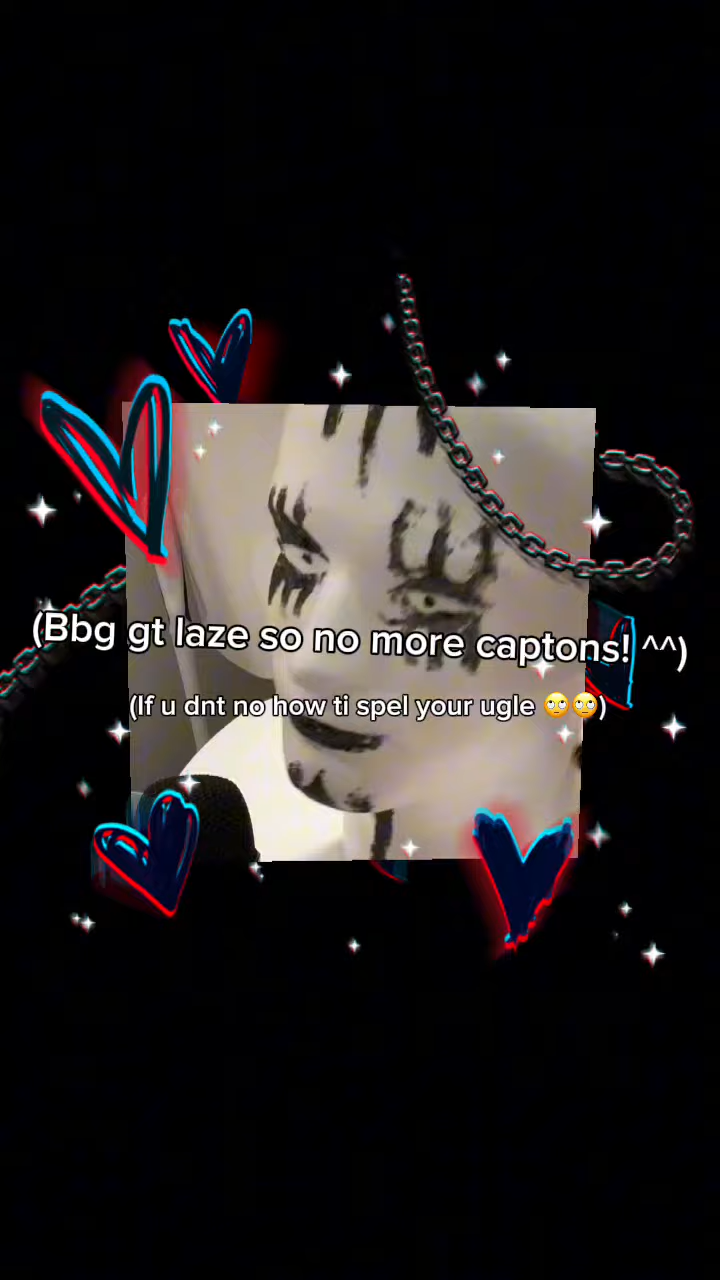 (Bbg gt laze so no more captons! ^^)
(If u dnt no how ti spel your ugle 🙄🙄)